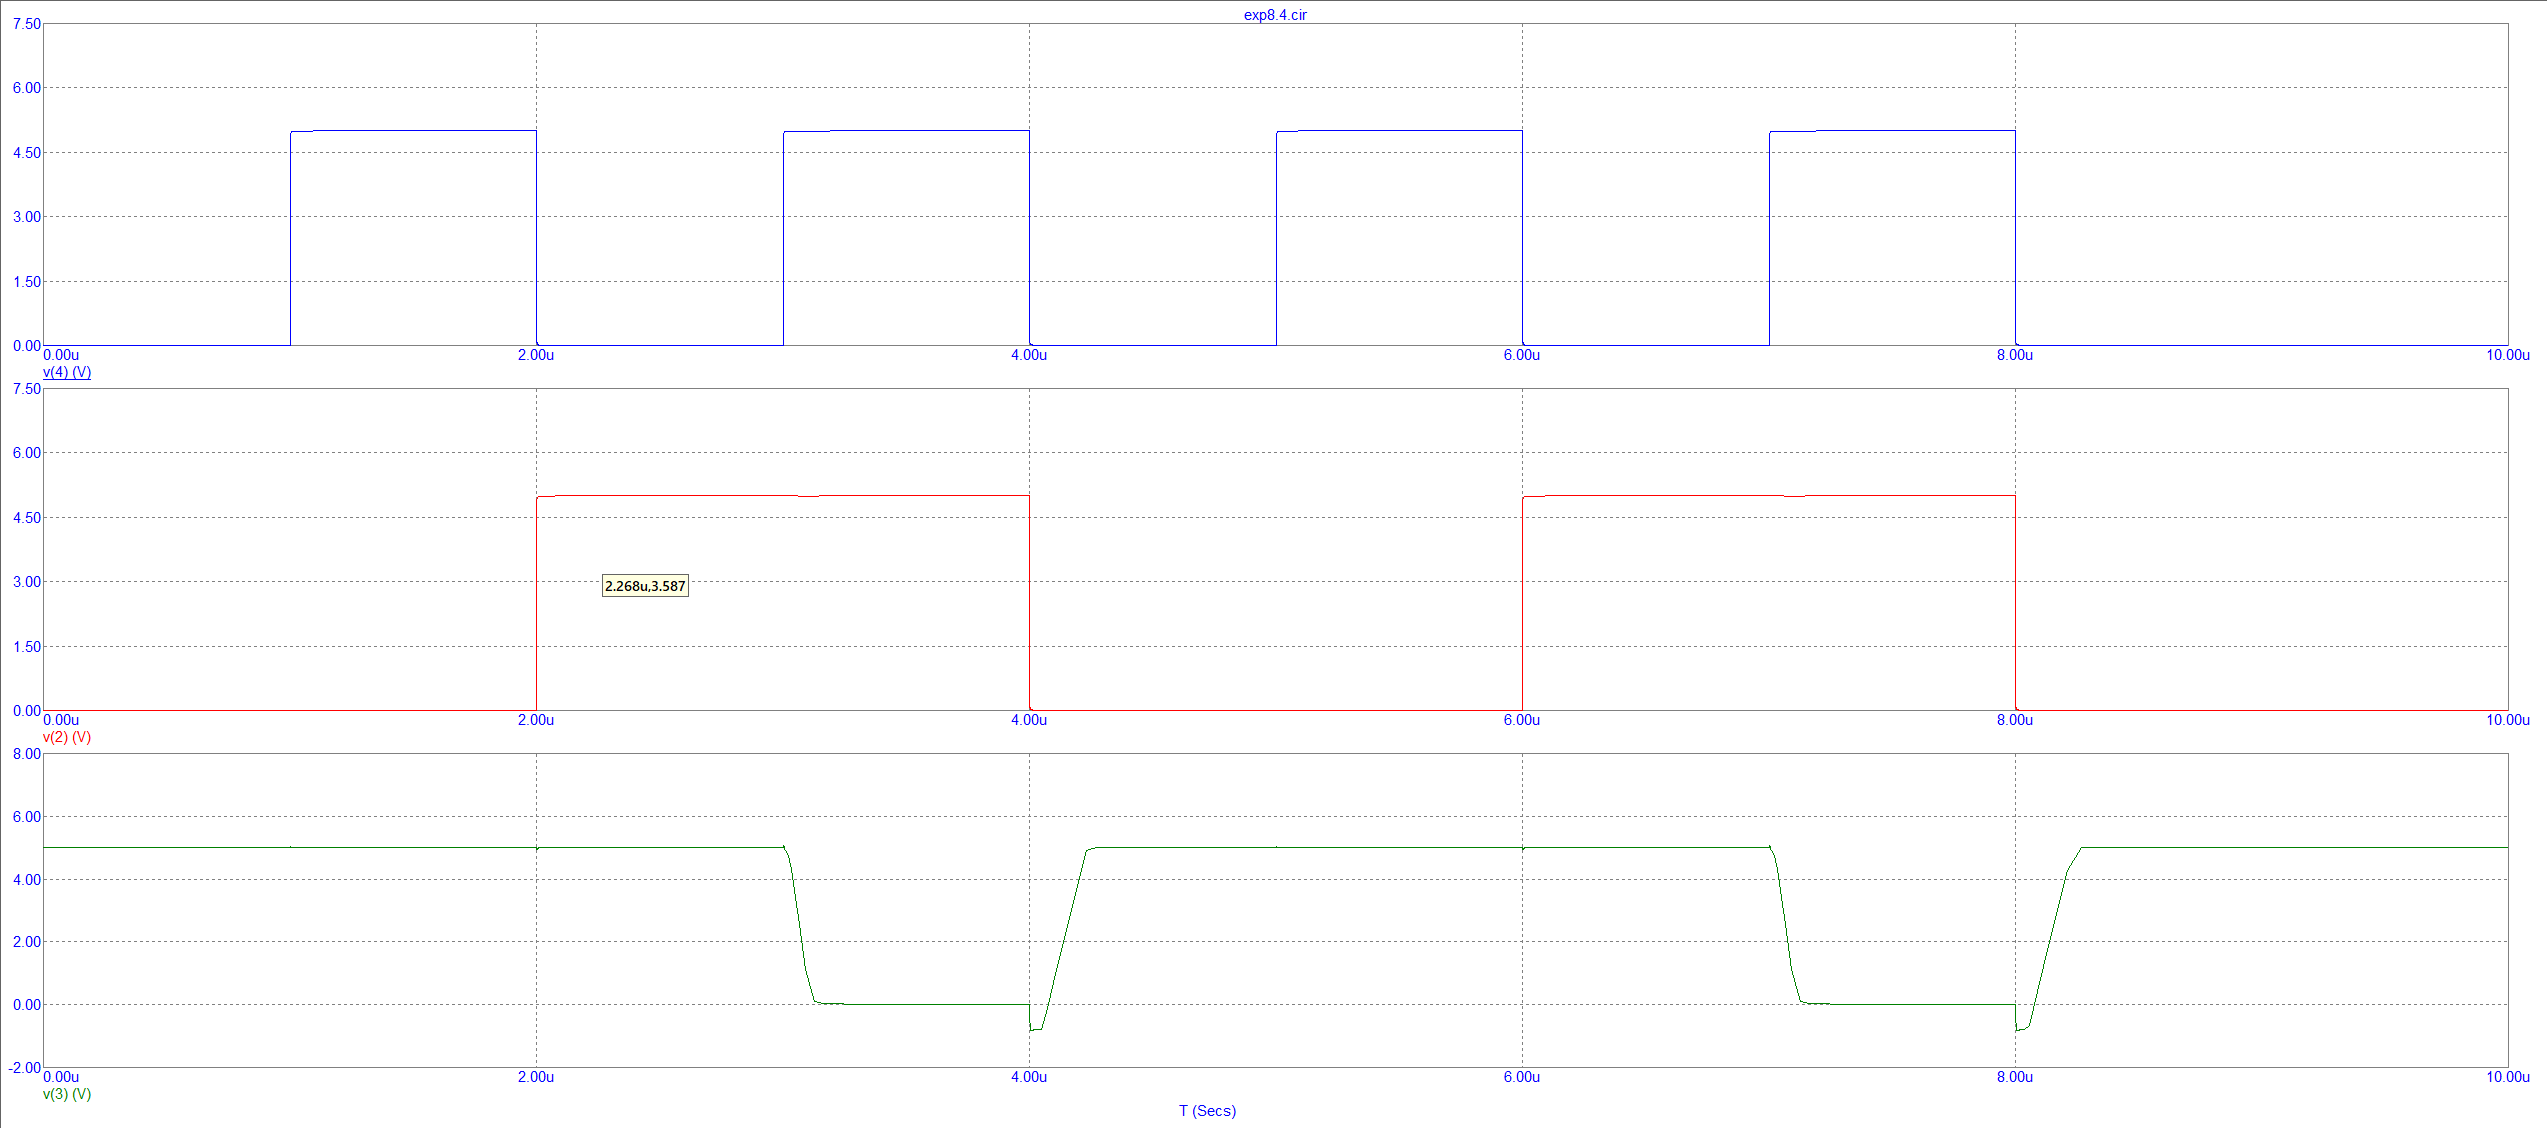 exp8.4.cir
7.50
6.00
4.50
3.00
1.50
0.00
0.00u 2.00u 4.00u 6.00u 8.00u 10.00u
v(4) (V)
7.50
6.00
4.50
3.00
2.268u,3.587
1.50
0.00
0.00u 2.00u 4.00u 6.00u 8.00u 10.00u
v(2) (V)
8.00
6.00
4.00
2.00
0.00
-2.00
0.00u 2.00u 4.00u 6.00u 8.00u 10.00u
v(3) (V)
T (Secs)